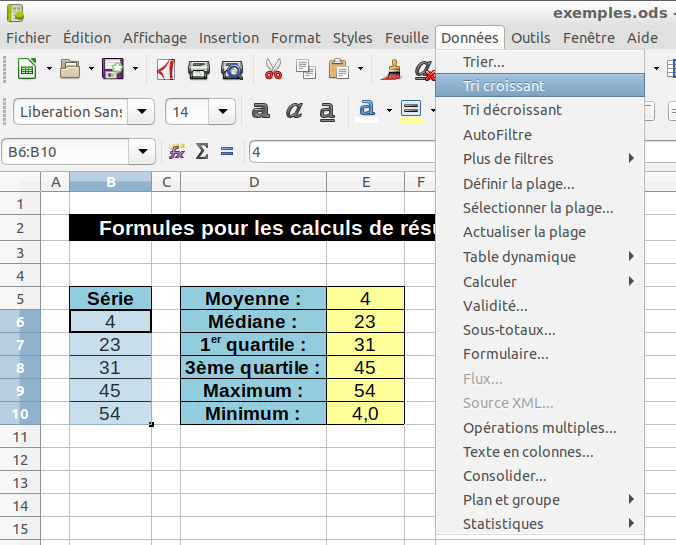 exemples.ods -
Fichier Édition Affichage Insertion Format Styles Feuille Données Outils Fenêtre Aide
Liberation Sans 14
B6:B10 4
A B C D E F
1
2 Formules pour les calculs de résu
3
4
5 Série Moyenne : 4
6 4 Médiane : 23
7 23 1er quartile : 31
8 31 3ème quartile : 45
9 45 Maximum : 54
10 54 Minimum : 4,0
11
12
13
14
15
Trier...
Tri croissant
Tri décroissant
AutoFiltre
Plus de filtres
Définir la plage...
Sélectionner la plage...
Actualiser la plage
Table dynamique
Calculer
Validité...
Sous-totaux...
Formulaire...
Flux...
Source XML...
Opérations multiples...
Texte en colonnes...
Consolider...
Plan et groupe
Statistiques